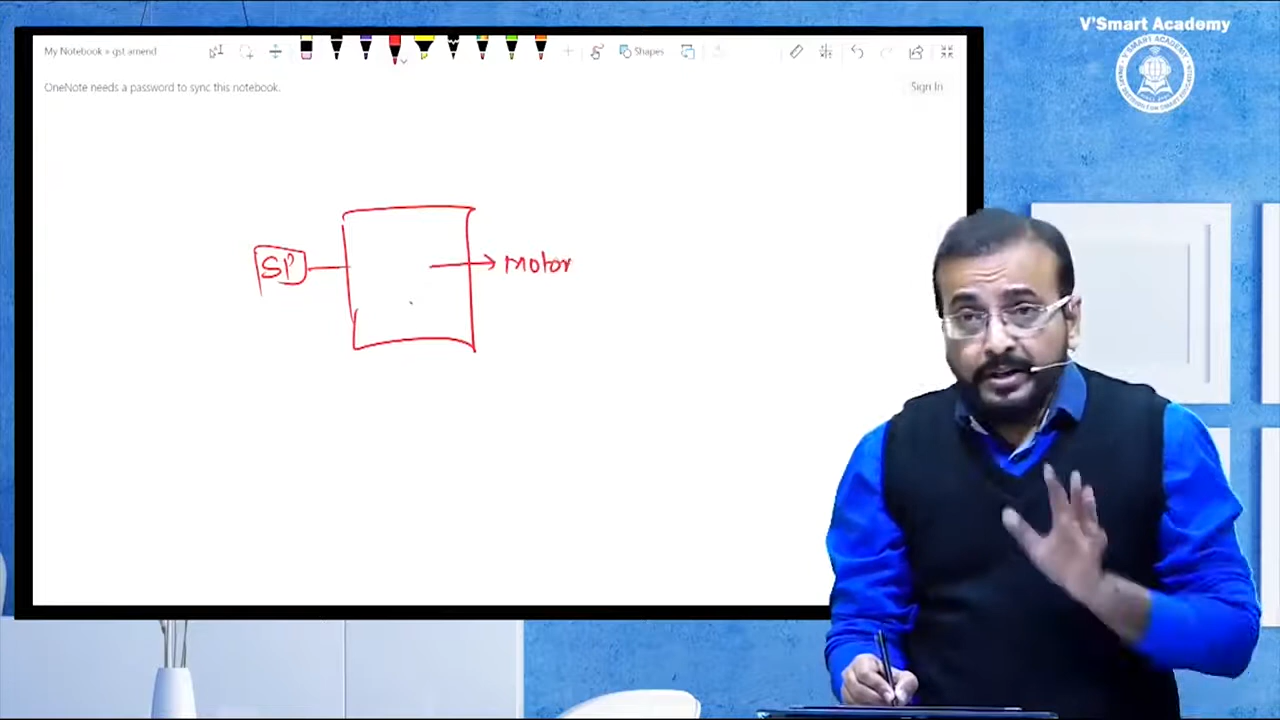 V'Smart Academy
My Notebook » gst amend
Shapes
OneNote needs a password to sync this notebook.
Sign In
SP
Motor